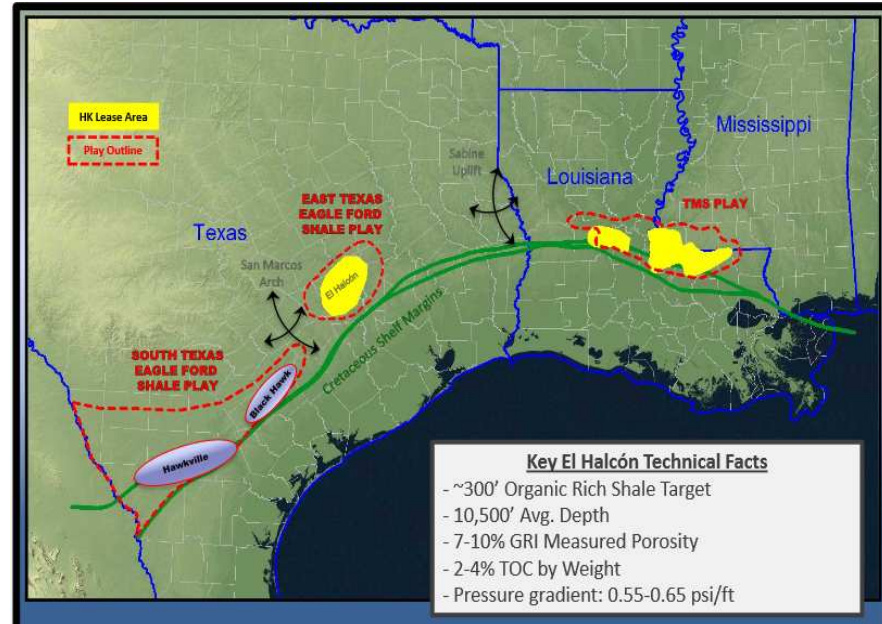 HK Lease Area
Play Outline
Mississippi
Sabine
Uplift
Louisiana
TMS PLAY
EAST TEXAS
EAGLE FORD
SHALE PLAY
Texas
San Marcos
Arch
El Halcón
Cretaceous Shelf Margins
SOUTH TEXAS
EAGLE FORD
SHALE PLAY
Black Hawk
Hawkville
Key El Halcón Technical Facts
- ~300’ Organic Rich Shale Target
- 10,500’ Avg. Depth
- 7-10% GRI Measured Porosity
- 2-4% TOC by Weight
- Pressure gradient: 0.55-0.65 psi/ft